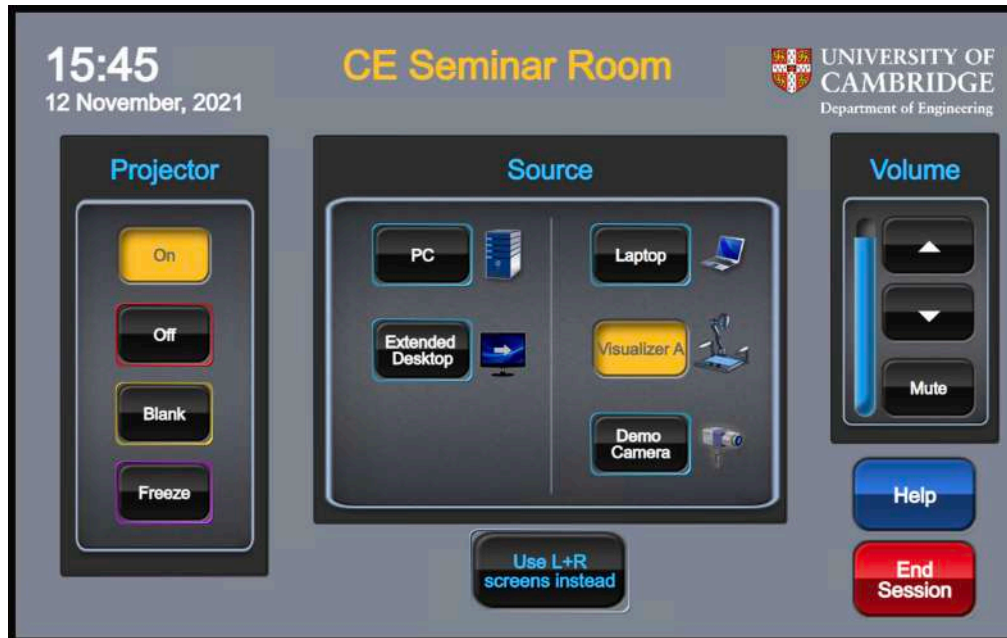 15:45
12 November, 2021
CE Seminar Room
UNIVERSITY OF
CAMBRIDGE
Department of Engineering
Projector
On
Off
Blank
Freeze
Source
PC
Extended
Desktop
Laptop
Visualizer A
Demo
Camera
Use L+R
screens instead
Volume
Mute
Help
End
Session